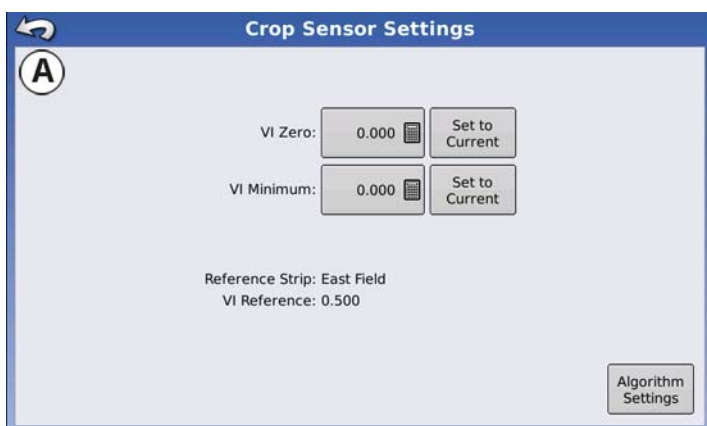 Crop Sensor Settings
A
VI Zero: 0.000 Set to Current
VI Minimum: 0.000 Set to Current
Reference Strip: East Field
VI Reference: 0.500
Algorithm
Settings